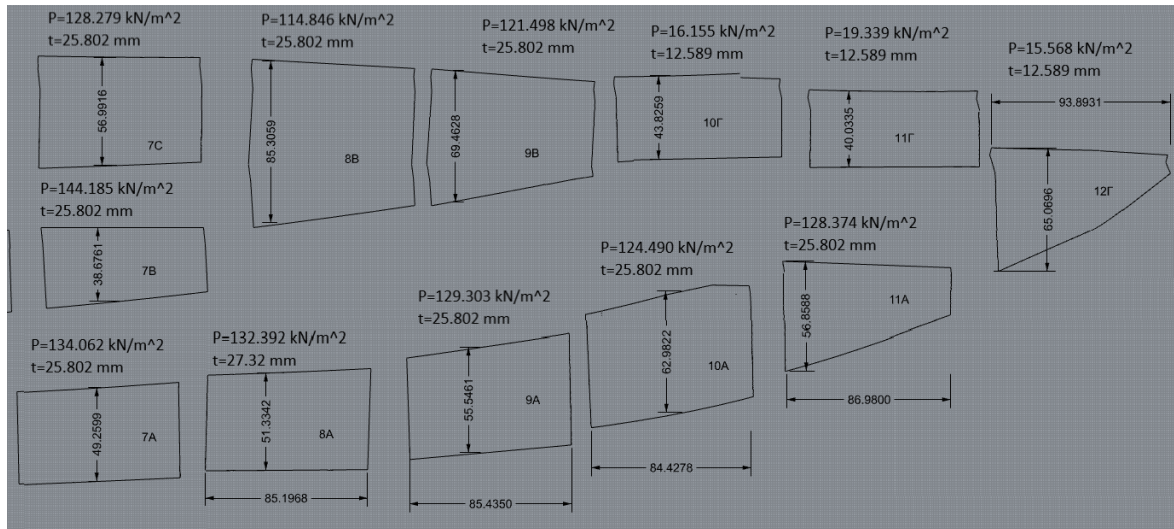 P=128.279 kN/m^2
t=25.802 mm
56.9916
7C
P=114.846 kN/m^2
t=25.802 mm
85.3059
8B
P=121.498 kN/m^2
t=25.802 mm
69.4628
9B
P=16.155 kN/m^2
t=12.589 mm
43.8259
10Γ
P=19.339 kN/m^2
t=12.589 mm
40.0335
11Γ
P=15.568 kN/m^2
t=12.589 mm
93.8931
65.0696
12Γ
P=144.185 kN/m^2
t=25.802 mm
38.6761
7B
P=134.062 kN/m^2
t=25.802 mm
49.2599
7A
P=132.392 kN/m^2
t=27.32 mm
51.3342
8A
85.1968
P=129.303 kN/m^2
t=25.802 mm
55.5461
9A
85.4350
P=124.490 kN/m^2
t=25.802 mm
62.9822
10A
84.4278
P=128.374 kN/m^2
t=25.802 mm
56.8588
11A
86.9800